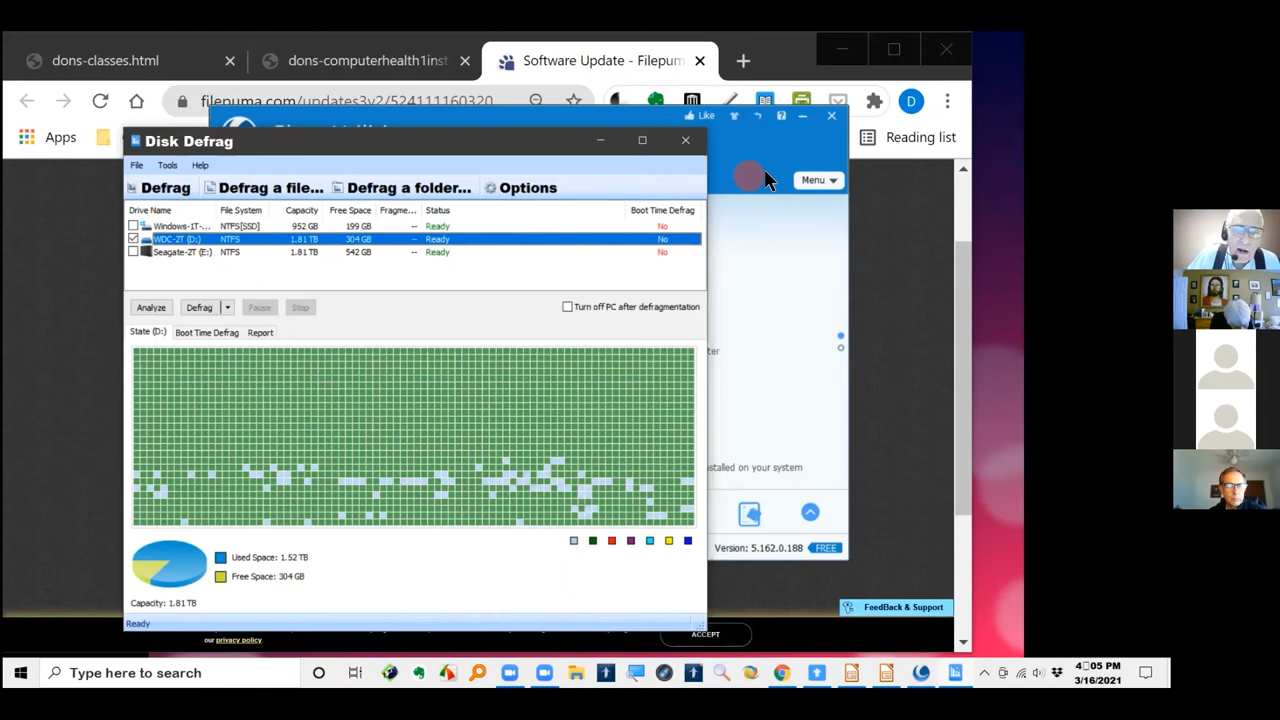 dons-classes.html
dons-computerhealth1inst
Software Update - Filepum
filepuma.com/updates3v2/524111160320
D
Apps
Reading list
Like
Menu
Disk Defrag
File Tools Help
Defrag Defrag a file... Defrag a folder... Options
Drive Name File System Capacity Free Space Fragme... Status Boot Time Defrag
Windows-1T-... NTFS[SSD] 952 GB 199 GB -- Ready No
WDC-2T (D:) NTFS 1.81 TB 304 GB -- Ready No
Seagate-2T (E:) NTFS 1.81 TB 542 GB -- Ready No
Analyze Defrag Pause Stop Turn off PC after defragmentation
State (D:) Boot Time Defrag Report
ter
nstalled on your system
Used Space: 1.52 TB
Free Space: 304 GB
Capacity: 1.81 TB
Version: 5.162.0.188 FREE
FeedBack & Support
Ready
our privacy policy.
ACCEPT
Type here to search
4:05 PM
3/16/2021